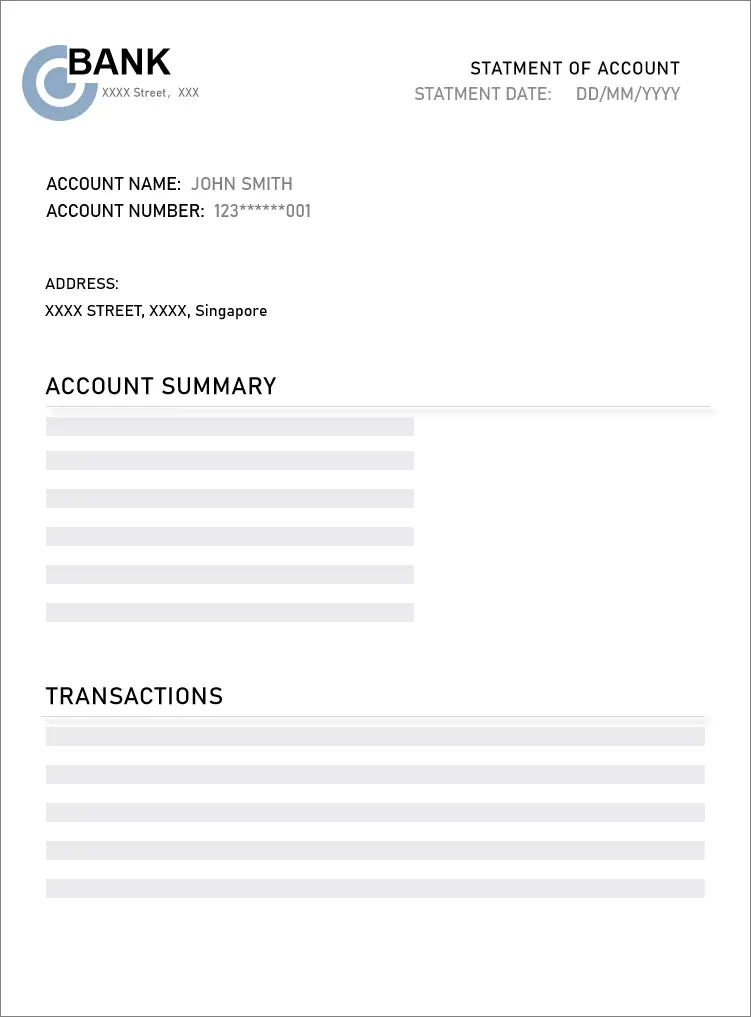 BANK
XXXX Street, XXX
STATMENT OF ACCOUNT
STATMENT DATE: DD/MM/YYYY
ACCOUNT NAME: JOHN SMITH
ACCOUNT NUMBER: 123******001
ADDRESS:
XXXX STREET, XXXX, Singapore
ACCOUNT SUMMARY
TRANSACTIONS